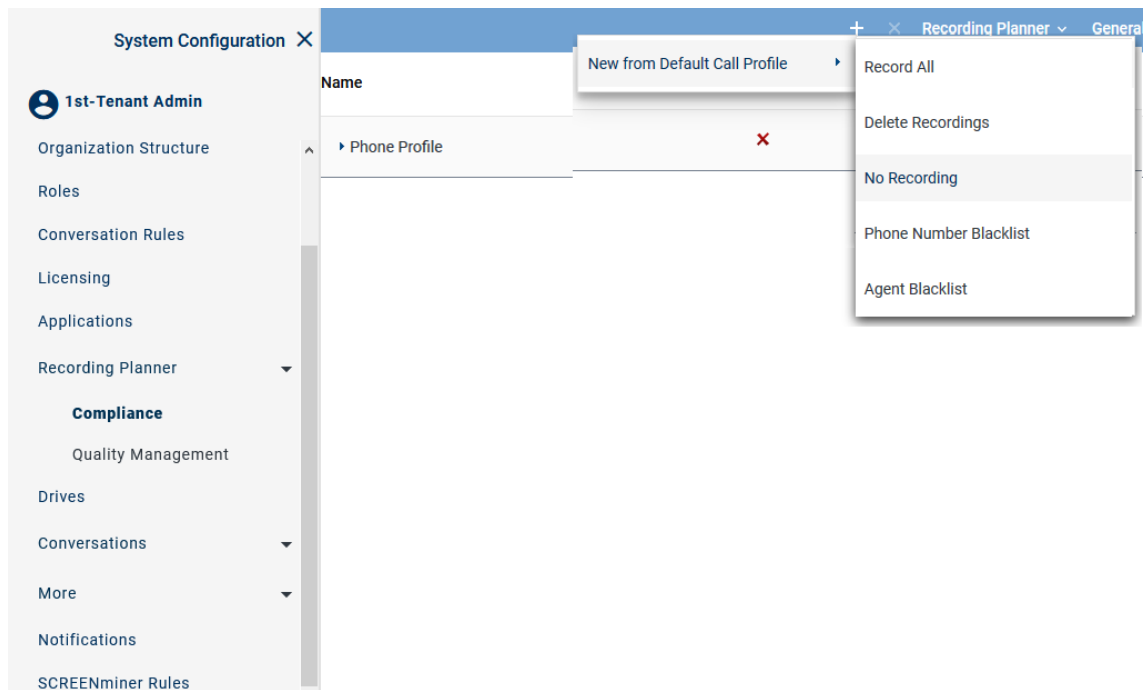 System Configuration
1st-Tenant Admin
Organization Structure
Roles
Conversation Rules
Licensing
Applications
Recording Planner
Compliance
Quality Management
Drives
Conversations
More
Notifications
SCREENminer Rules
Recording Planner General
Name
Phone Profile
New from Default Call Profile
Record All
Delete Recordings
No Recording
Phone Number Blacklist
Agent Blacklist